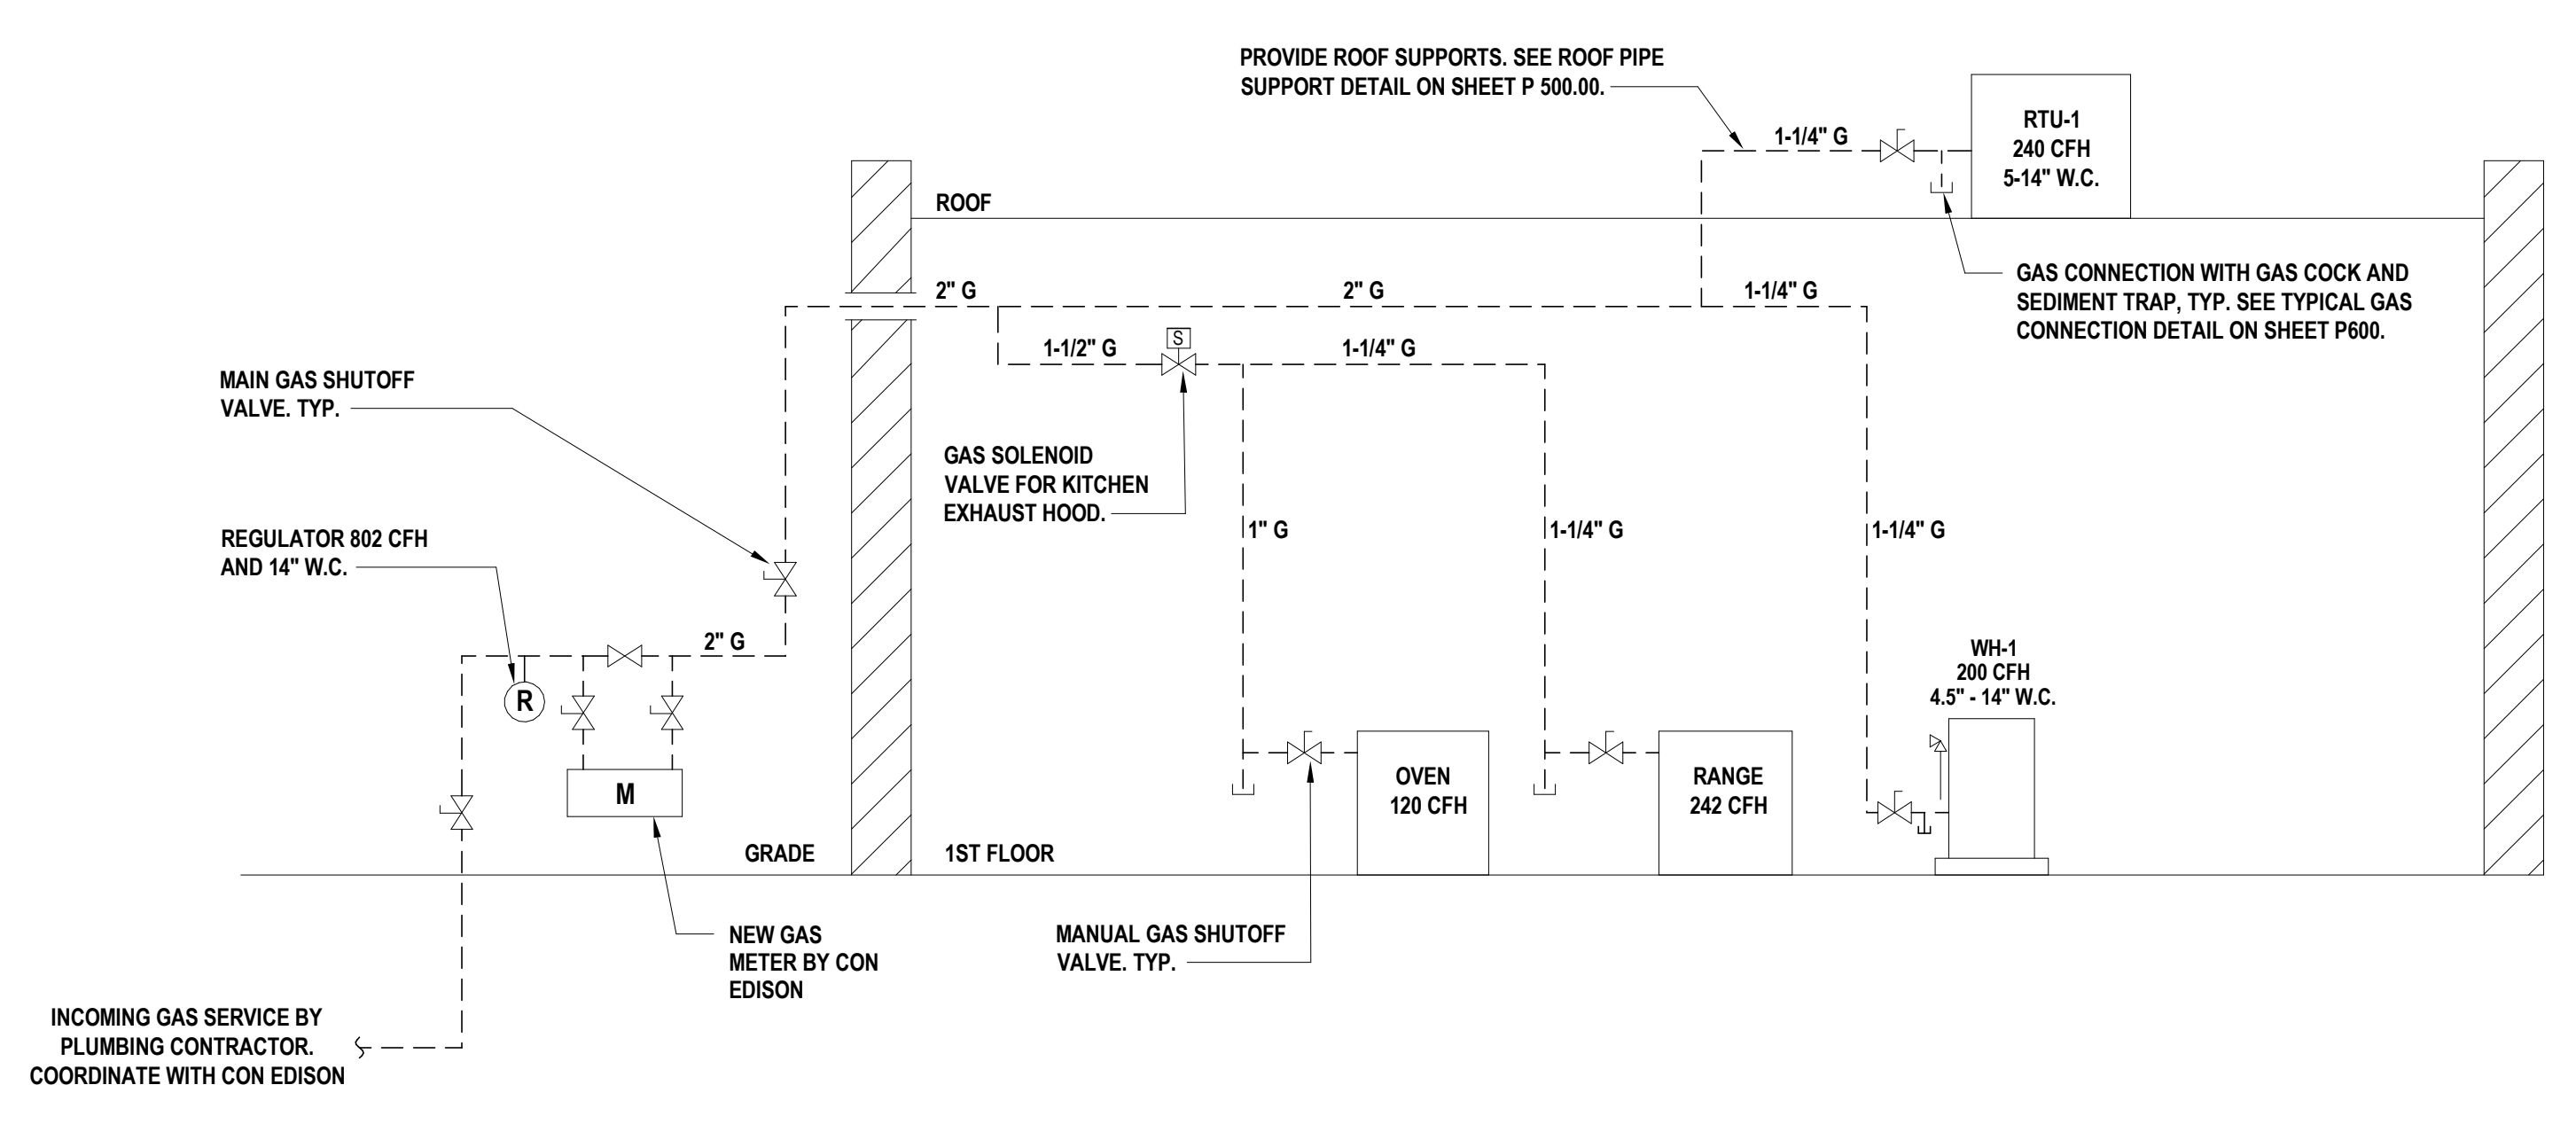 PROVIDE ROOF SUPPORTS. SEE ROOF PIPE
SUPPORT DETAIL ON SHEET P 500.00.
1-1/4" G
RTU-1
240 CFH
5-14" W.C.
ROOF
GAS CONNECTION WITH GAS COCK AND
SEDIMENT TRAP, TYP. SEE TYPICAL GAS
CONNECTION DETAIL ON SHEET P600.
2" G
2" G
1-1/4" G
1-1/2" G
S
1-1/4" G
MAIN GAS SHUTOFF
VALVE. TYP.
GAS SOLENOID
VALVE FOR KITCHEN
EXHAUST HOOD.
1" G
1-1/4" G
1-1/4" G
REGULATOR 802 CFH
AND 14" W.C.
2" G
R
M
WH-1
200 CFH
4.5" - 14" W.C.
OVEN
120 CFH
RANGE
242 CFH
GRADE
1ST FLOOR
NEW GAS
METER BY CON
EDISON
MANUAL GAS SHUTOFF
VALVE. TYP.
INCOMING GAS SERVICE BY
PLUMBING CONTRACTOR.
COORDINATE WITH CON EDISON